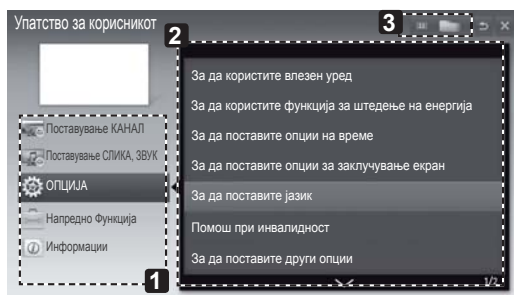 Упатство за корисникот
3
2
Поставување КАНАЛ
Поставување СЛИКА, ЗВУК
ОПЦИЈА
Напредно Функција
Информации
1
За да користите влезен уред
За да користите функција за штедење на енергија
За да поставите опции на време
За да поставите опции за заклучување екран
За да поставите јазик
Помош при инвалидност
За да поставите други опции
1/2